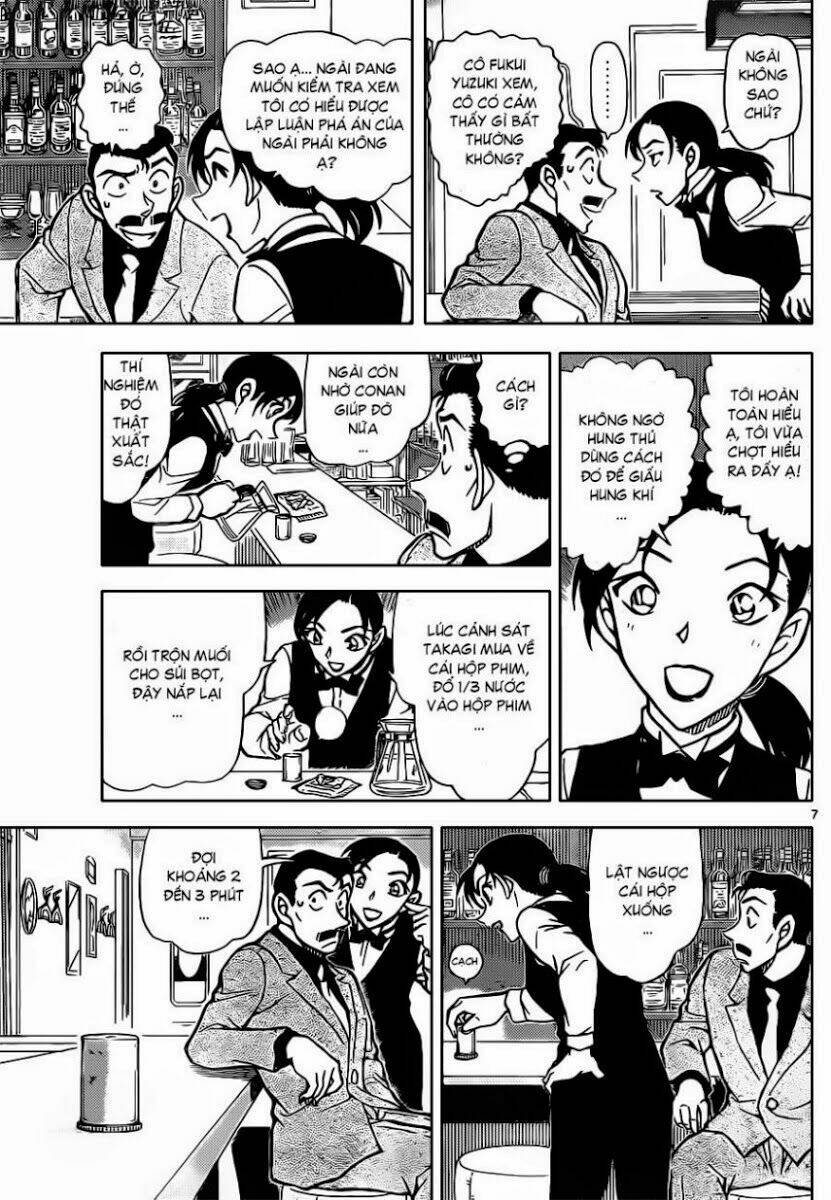 NGÀI
KHÔNG
SAO
CHỨ?
......
CÔ FUKUI
YUZUKI XEM,
CÔ CÓ CẢM
THẤY GÌ BẤT
THƯỜNG
KHÔNG?
SAO Ạ... NGÀI ĐANG
MUỐN KIỂM TRA XEM
TÔI CÓ HIỂU ĐƯỢC
LẬP LUẬN PHÁ ÁN CỦA
NGÀI PHẢI KHÔNG
Ạ?
HẢ, Ờ,
ĐÚNG
THẾ
...
TÔI HOÀN
TOÀN HIỂU
Ạ, TÔI VỪA
CHỢT HIỂU
RA ĐẤY Ạ!
KHÔNG NGỜ
HUNG THỦ
DÙNG CÁCH
ĐÓ ĐỂ GIẤU
HUNG KHÍ
...
CÁCH
GÌ?
NGÀI CÒN
NHỜ CONAN
GIÚP ĐỠ
NỮA
...
THÍ
NGHIỆM
ĐÓ
THẬT
XUẤT
SẮC!
LÚC CẢNH SÁT
TAKAGI MUA VỀ
CÁI HỘP PHIM,
ĐỔ 1/3 NƯỚC
VÀO HỘP PHIM
...
RỒI TRỘN MUỐI
CHO SỦI BỌT,
ĐẬY NẮP LẠI
...
7
LẬT NGƯỢC
CÁI HỘP
XUỐNG
...
CẠCH
ĐỢI
KHOẢNG 2
ĐẾN 3 PHÚT
...